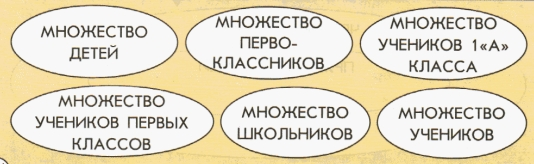 МНОЖЕСТВО
ДЕТЕЙ
МНОЖЕСТВО
ПЕРВО-
КЛАССНИКОВ
МНОЖЕСТВО
УЧЕНИКОВ 1«А»
КЛАССА
МНОЖЕСТВО
УЧЕНИКОВ ПЕРВЫХ
КЛАССОВ
МНОЖЕСТВО
ШКОЛЬНИКОВ
МНОЖЕСТВО
УЧЕНИКОВ